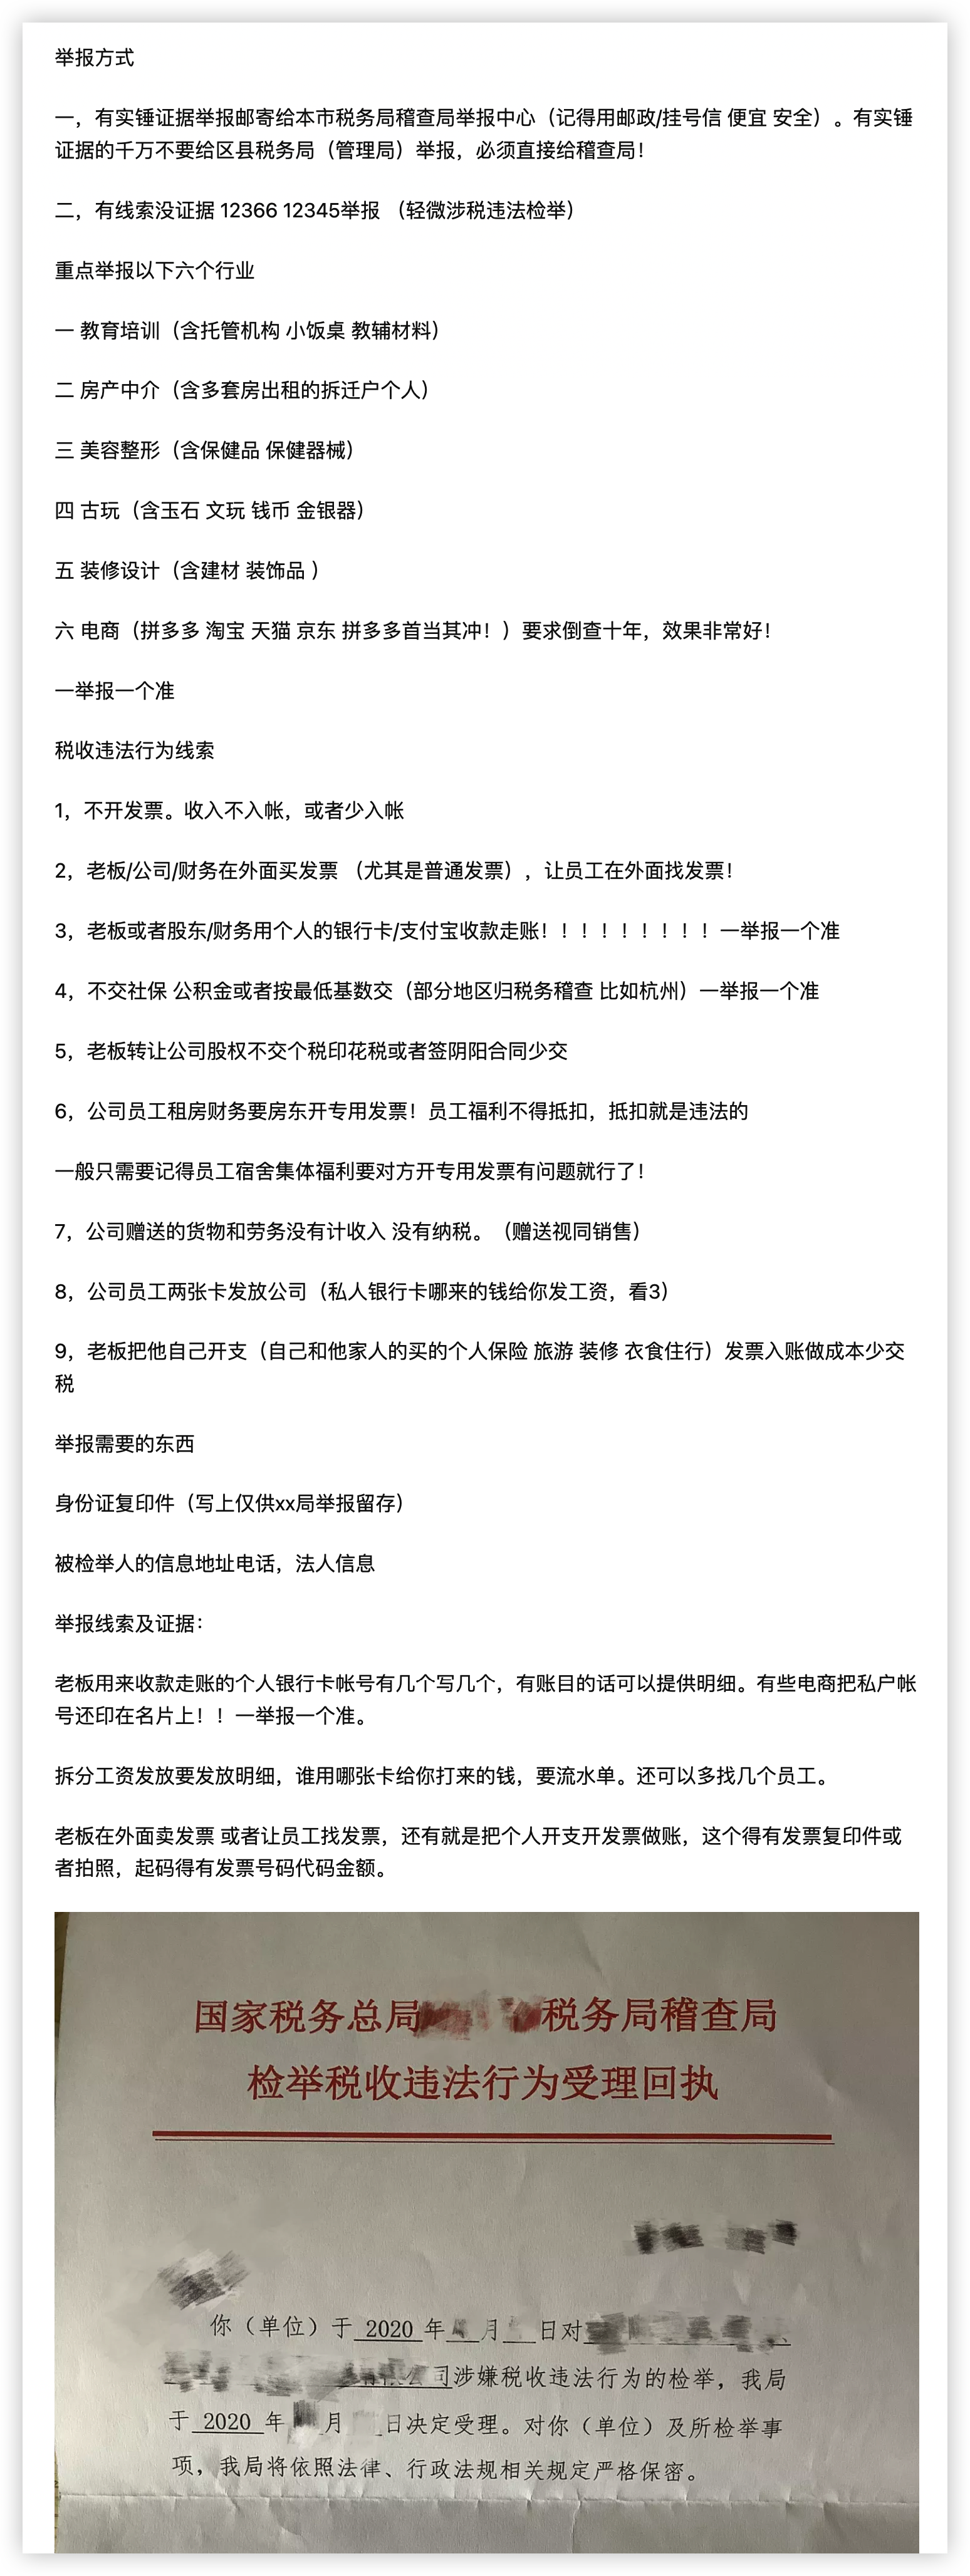 举报方式
一，有实锤证据举报邮寄给本市税务局稽查局举报中心（记得用邮政/挂号信 便宜 安全）。有实锤
证据的千万不要给区县税务局（管理局）举报，必须直接给稽查局！
二，有线索没证据 12366 12345举报 （轻微涉税违法检举）
重点举报以下六个行业
一 教育培训（含托管机构 小饭桌 教辅材料）
二 房产中介（含多套房出租的拆迁户个人）
三 美容整形（含保健品 保健器械）
四 古玩（含玉石 文玩 钱币 金银器）
五 装修设计（含建材 装饰品 ）
六 电商（拼多多 淘宝 天猫 京东 拼多多首当其冲！）要求倒查十年，效果非常好！
一举报一个准
税收违法行为线索
1，不开发票。收入不入帐，或者少入帐
2，老板/公司/财务在外面买发票 （尤其是普通发票），让员工在外面找发票！
3，老板或者股东/财务用个人的银行卡/支付宝收款走账！！！！！！！！！一举报一个准
4，不交社保 公积金或者按最低基数交（部分地区归税务稽查 比如杭州）一举报一个准
5，老板转让公司股权不交个税印花税或者签阴阳合同少交
6，公司员工租房财务要房东开专用发票！员工福利不得抵扣，抵扣就是违法的
一般只需要记得员工宿舍集体福利要对方开专用发票有问题就行了！
7，公司赠送的货物和劳务没有计收入 没有纳税。（赠送视同销售）
8，公司员工两张卡发放公司（私人银行卡哪来的钱给你发工资，看3）
9，老板把他自己开支（自己和他家人的买的个人保险 旅游 装修 衣食住行）发票入账做成本少交
税
举报需要的东西
身份证复印件（写上仅供xx局举报留存）
被检举人的信息地址电话，法人信息
举报线索及证据：
老板用来收款走账的个人银行卡帐号有几个写几个，有账目的话可以提供明细。有些电商把私户帐
号还印在名片上！！一举报一个准。
拆分工资发放要发放明细，谁用哪张卡给你打来的钱，要流水单。还可以多找几个员工。
老板在外面卖发票 或者让员工找发票，还有就是把个人开支开发票做账，这个得有发票复印件或
者拍照，起码得有发票号码代码金额。
国家税务总局 税务局稽查局
检举税收违法行为受理回执
你（单位）于 2020 年 月 日对
公司涉嫌税收违法行为的检举，我局
于 2020 年 月 日决定受理。对你（单位）及所检举事
项，我局将依照法律、行政法规相关规定严格保密。